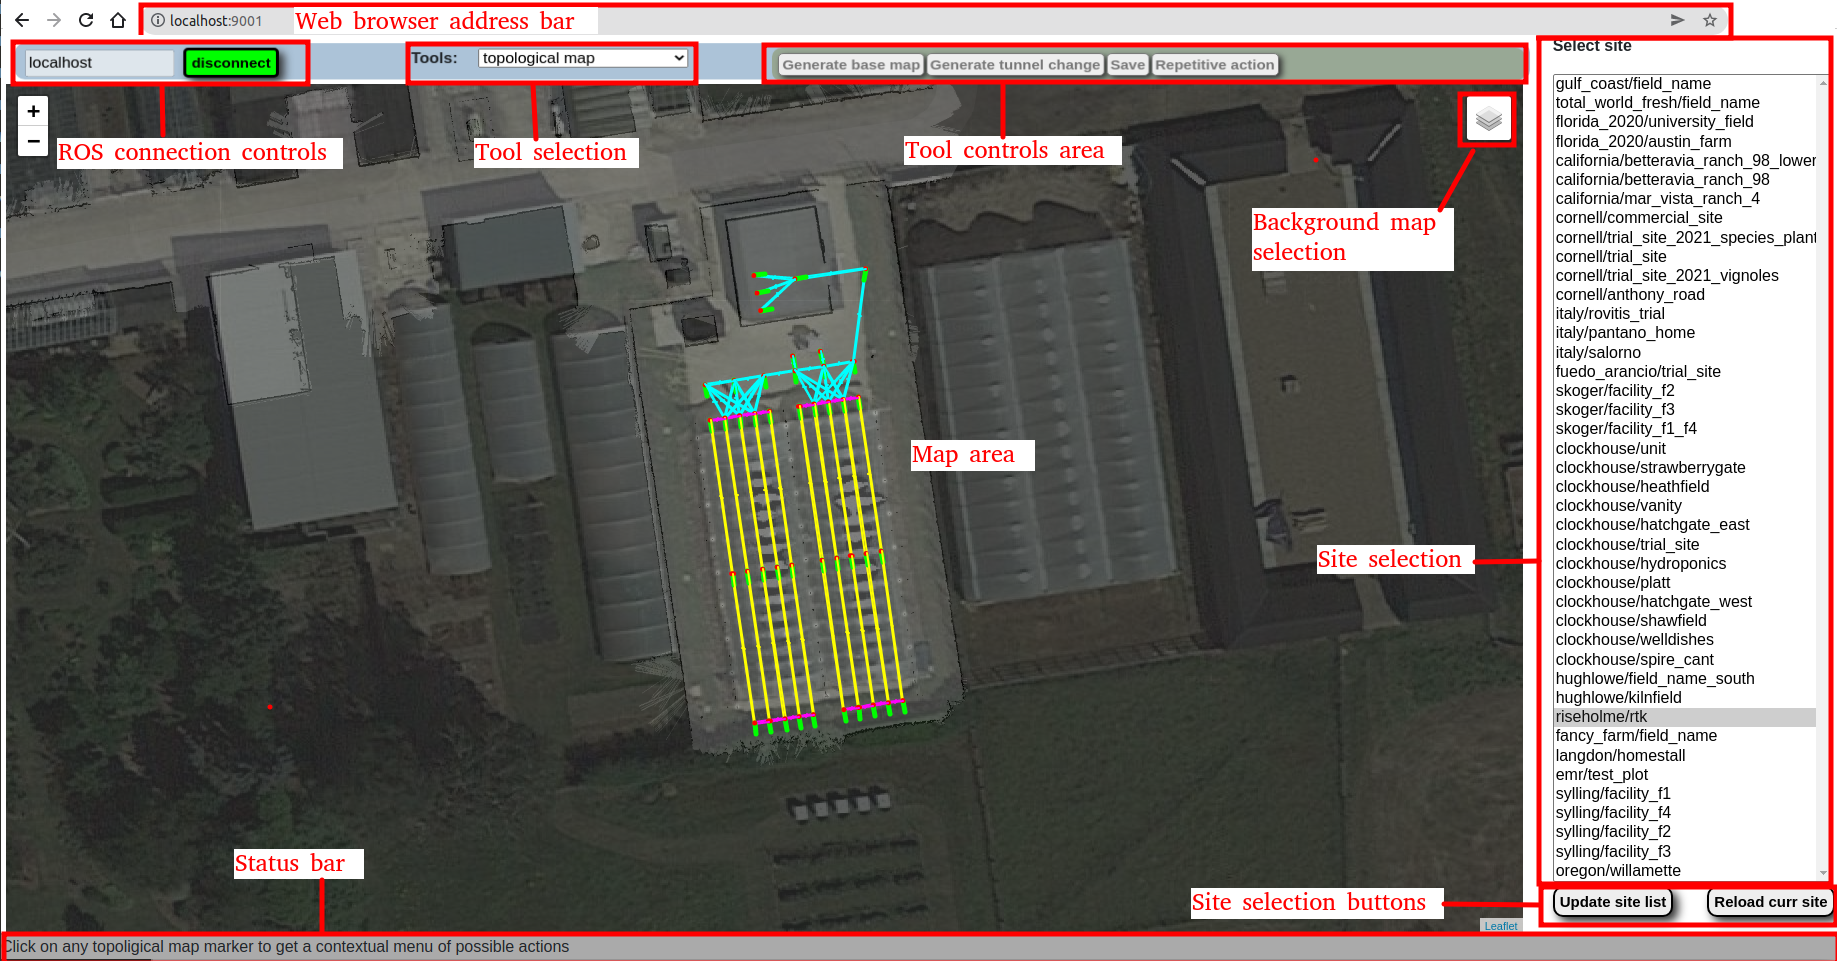 localhost:9001
Web browser address bar
localhost
disconnect
Tools:
topological map
Generate base map
Generate tunnel change
Save
Repetitive action
+
−
ROS connection controls
Tool selection
Tool controls area
Background map
selection
Map area
Site selection
Status bar
Site selection buttons
Leaflet
Select site
gulf_coast/field_name
total_world_fresh/field_name
florida_2020/university_field
florida_2020/austin_farm
california/betteravia_ranch_98_lower
california/betteravia_ranch_98
california/mar_vista_ranch_4
cornell/commercial_site
cornell/trial_site_2021_species_plant
cornell/trial_site
cornell/trial_site_2021_vignoles
cornell/anthony_road
italy/rovitis_trial
italy/pantano_home
italy/salorno
fuedo_arancio/trial_site
skoger/facility_f2
skoger/facility_f3
skoger/facility_f1_f4
clockhouse/unit
clockhouse/strawberrygate
clockhouse/heathfield
clockhouse/vanity
clockhouse/hatchgate_east
clockhouse/trial_site
clockhouse/hydroponics
clockhouse/platt
clockhouse/hatchgate_west
clockhouse/shawfield
clockhouse/welldishes
clockhouse/spire_cant
hughlowe/field_name_south
hughlowe/kilnfield
riseholme/rtk
fancy_farm/field_name
langdon/homestall
emr/test_plot
sylling/facility_f1
sylling/facility_f4
sylling/facility_f2
sylling/facility_f3
oregon/willamette
Update site list
Reload curr site
Click on any topoligical map marker to get a contextual menu of possible actions